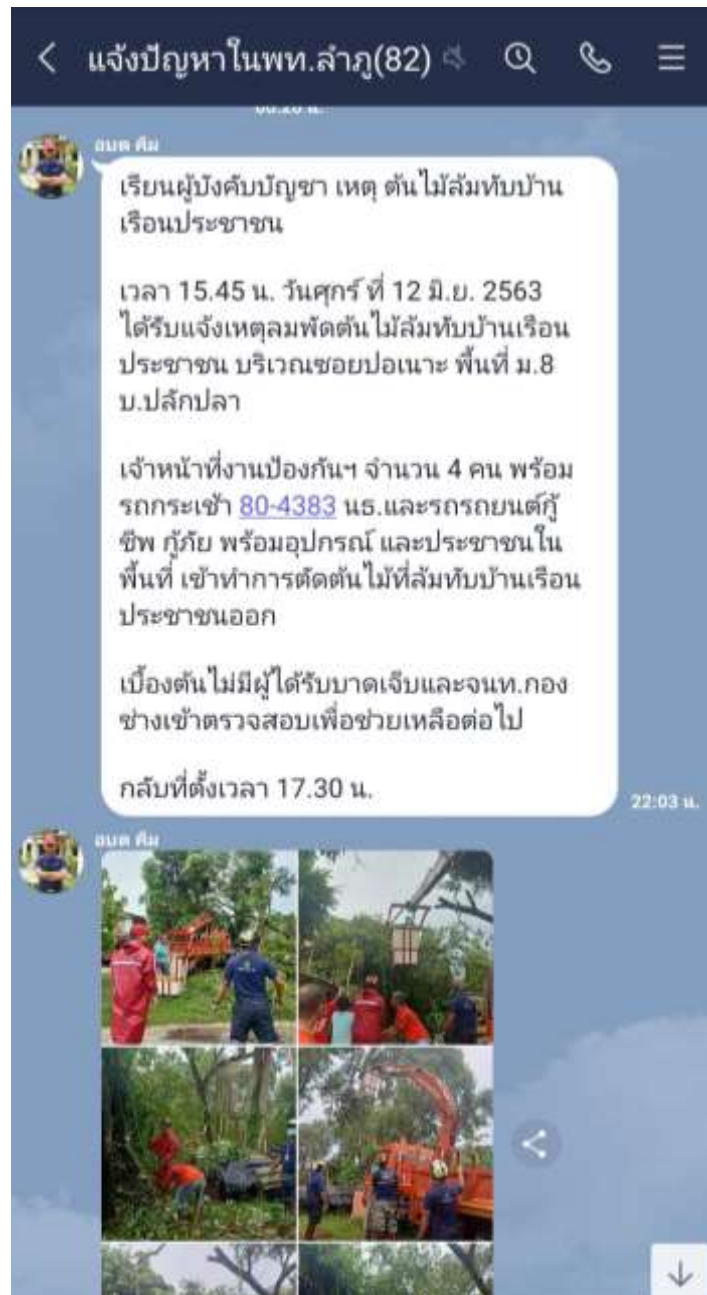 แจ้งปัญหาในพท.ลำภู(82)
อบต คิม
เรียนผู้บังคับบัญชา เหตุ ต้นไม้ล้มทับบ้าน
เรือนประชาชน
เวลา 15.45 น. วันศุกร์ ที่ 12 มิ.ย. 2563
ได้รับแจ้งเหตุลมพัดต้นไม้ล้มทับบ้านเรือน
ประชาชน บริเวณซอยปอเนาะ พื้นที่ ม.8
บ.ปลักปลา
เจ้าหน้าที่งานป้องกันฯ จำนวน 4 คน พร้อม
รถกระเช้า 80-4383 นธ.และรถรถยนต์กู้
ชีพ กู้ภัย พร้อมอุปกรณ์ และประชาชนใน
พื้นที่ เข้าทำการตัดต้นไม้ที่ล้มทับบ้านเรือน
ประชาชนออก
เบื้องต้นไม่มีผู้ได้รับบาดเจ็บและจนท.กอง
ช่างเข้าตรวจสอบเพื่อช่วยเหลือต่อไป
กลับที่ตั้งเวลา 17.30 น.
22:03 น.
อบต คิม